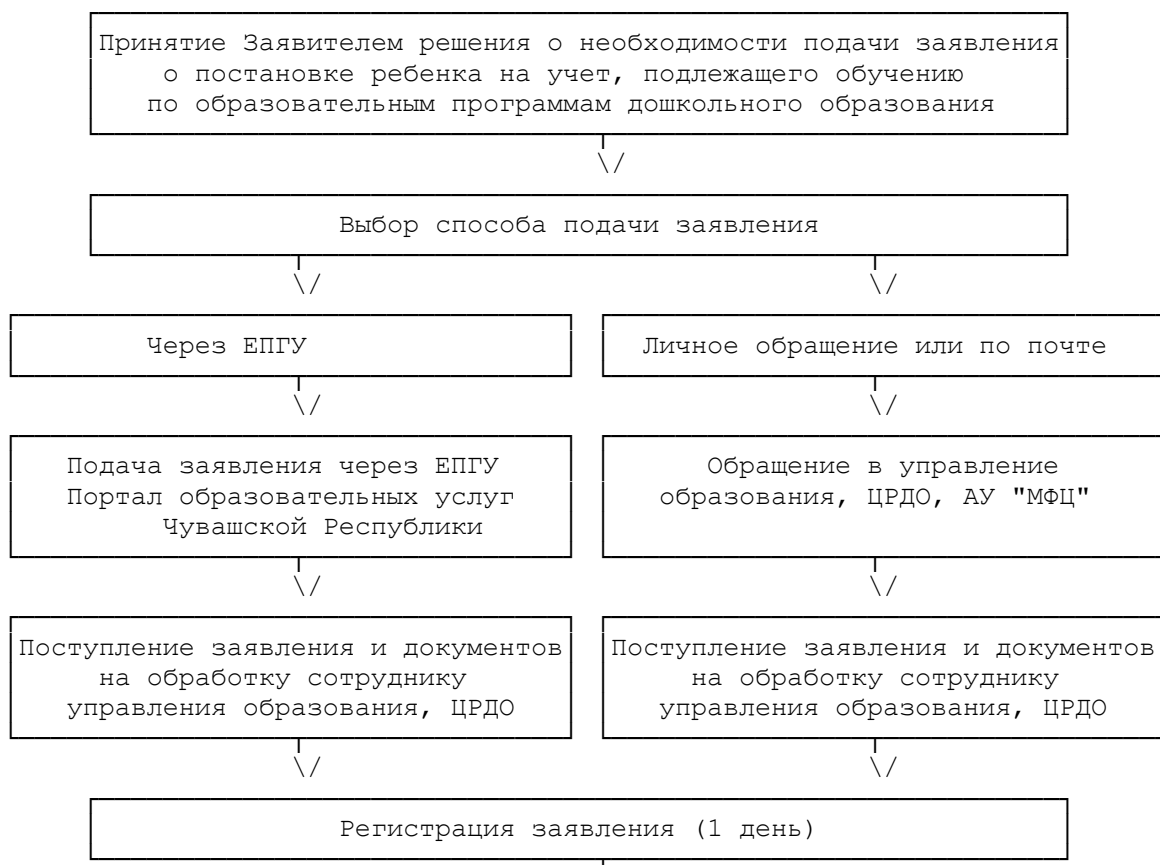 Принятие Заявителем решения о необходимости подачи заявления
о постановке ребенка на учет, подлежащего обучению
по образовательным программам дошкольного образования
Выбор способа подачи заявления
Через ЕПГУ
Личное обращение или по почте
Подача заявления через ЕПГУ
Портал образовательных услуг
Чувашской Республики
Обращение в управление
образования, ЦРДО, АУ "МФЦ"
Поступление заявления и документов
на обработку сотруднику
управления образования, ЦРДО
Поступление заявления и документов
на обработку сотруднику
управления образования, ЦРДО
Регистрация заявления (1 день)